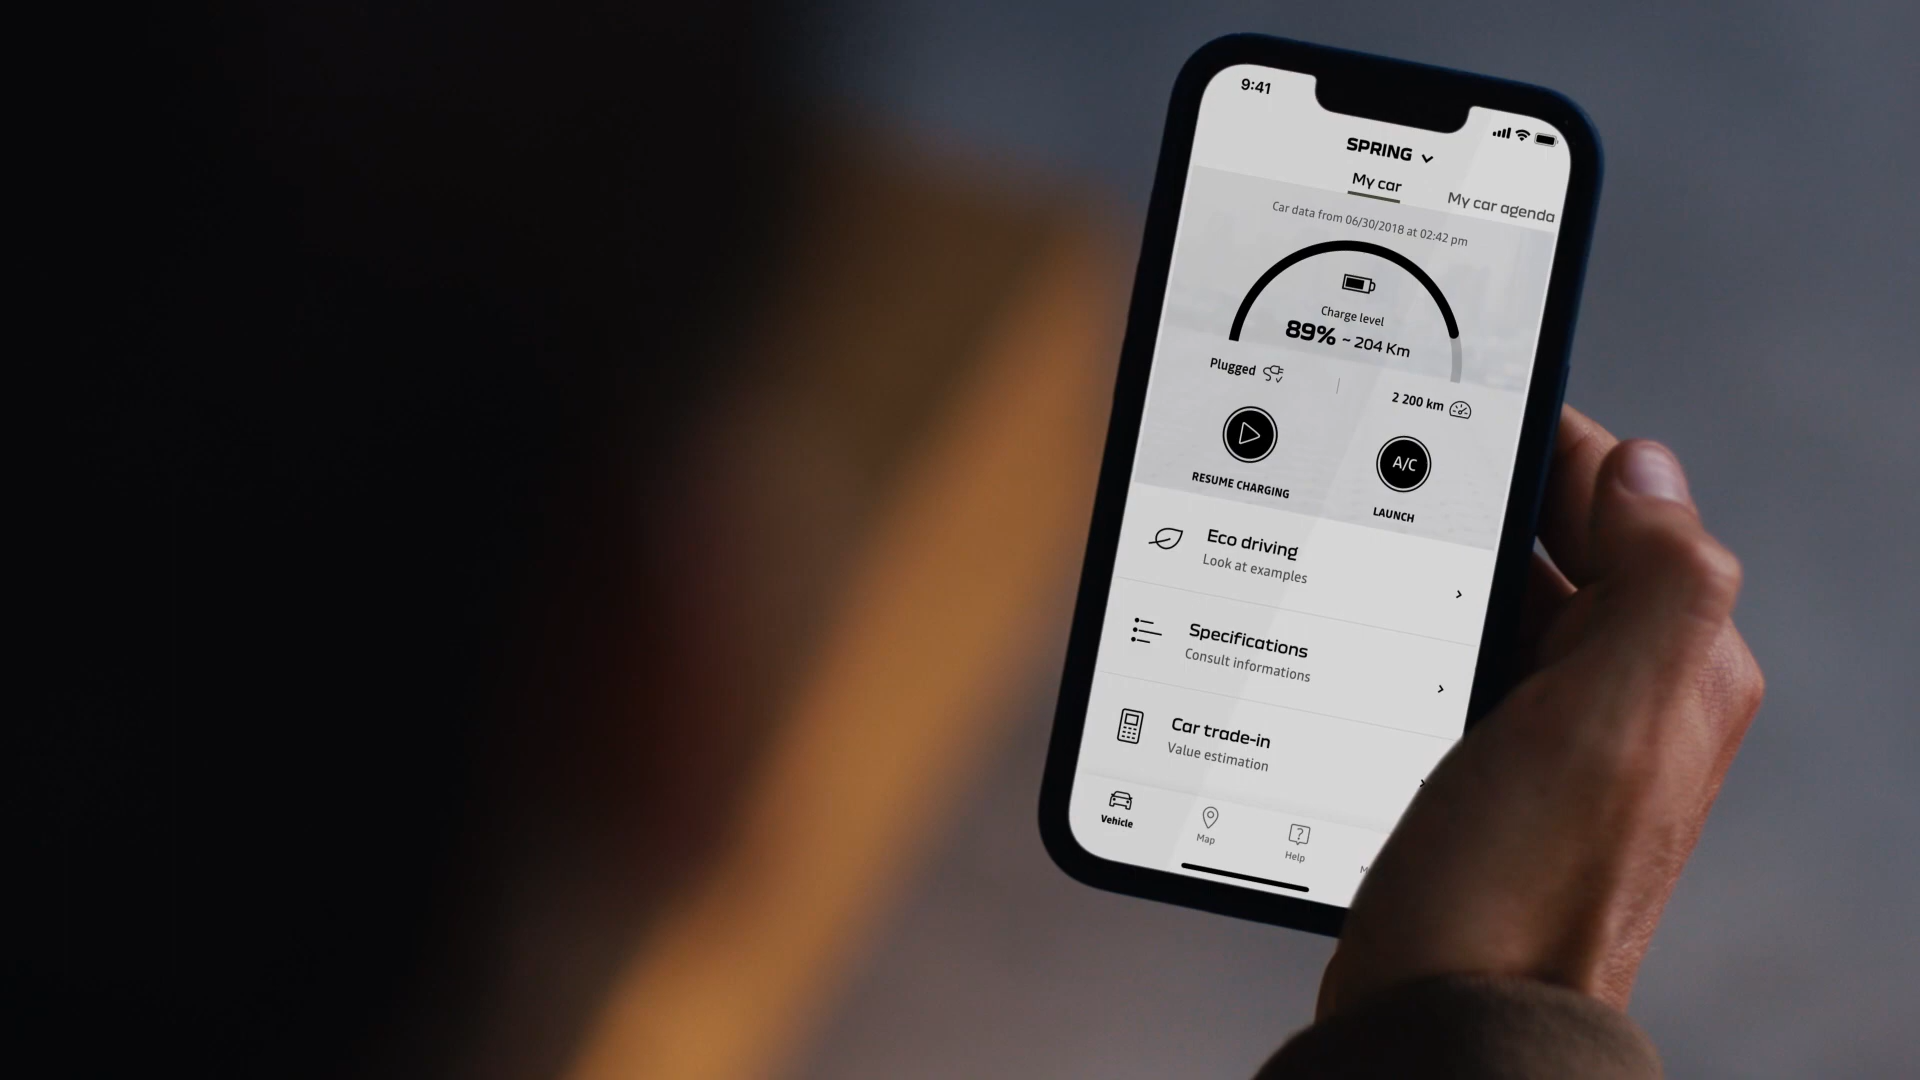 9:41
SPRING
My car
My car agenda
Car data from 06/30/2018 at 02:42 pm
Charge level
89% ~ 204 Km
Plugged
2 200 km
A/C
RESUME CHARGING
LAUNCH
Eco driving
Look at examples
Specifications
Consult informations
Car trade-in
Value estimation
Vehicle
Map
?
Help